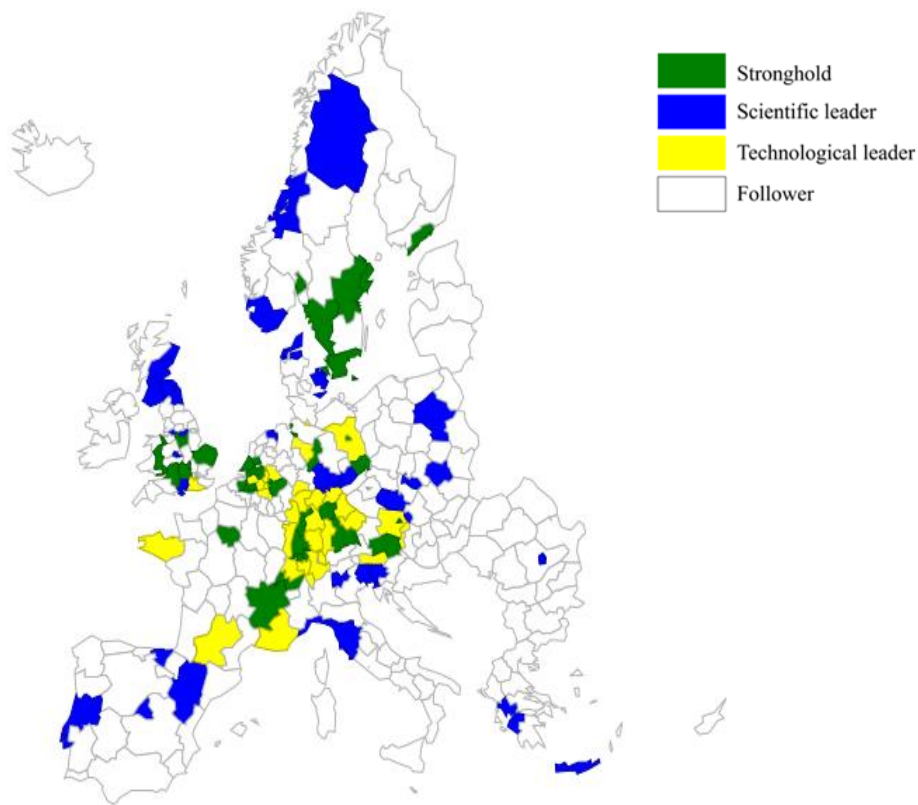 Stronghold
Scientific leader
Technological leader
Follower